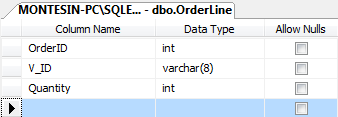 MONTESIN-PC\SQLE... – dbo.OrderLine
Column Name Data Type Allow Nulls
OrderID int
V_ID varchar(8)
Quantity int